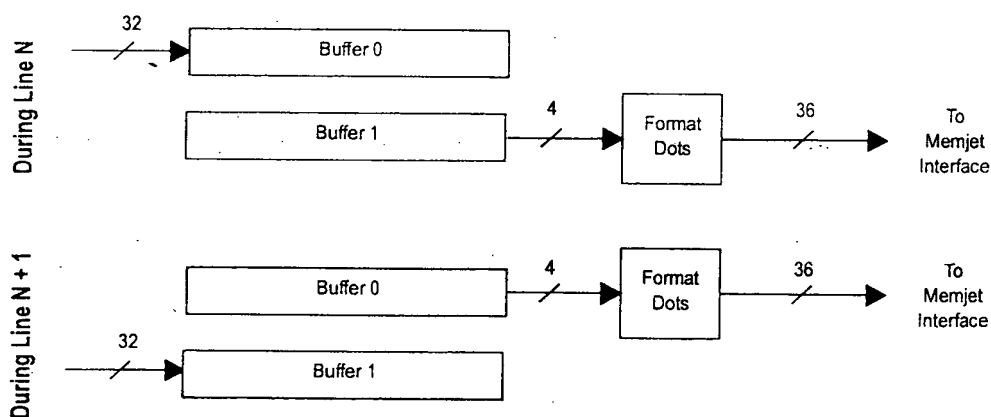 During Line N
32
Buffer 0
Buffer 1
4
Format
Dots
36
To
Memjet
Interface
During Line N + 1
Buffer 0
4
Format
Dots
36
To
Memjet
Interface
32
Buffer 1